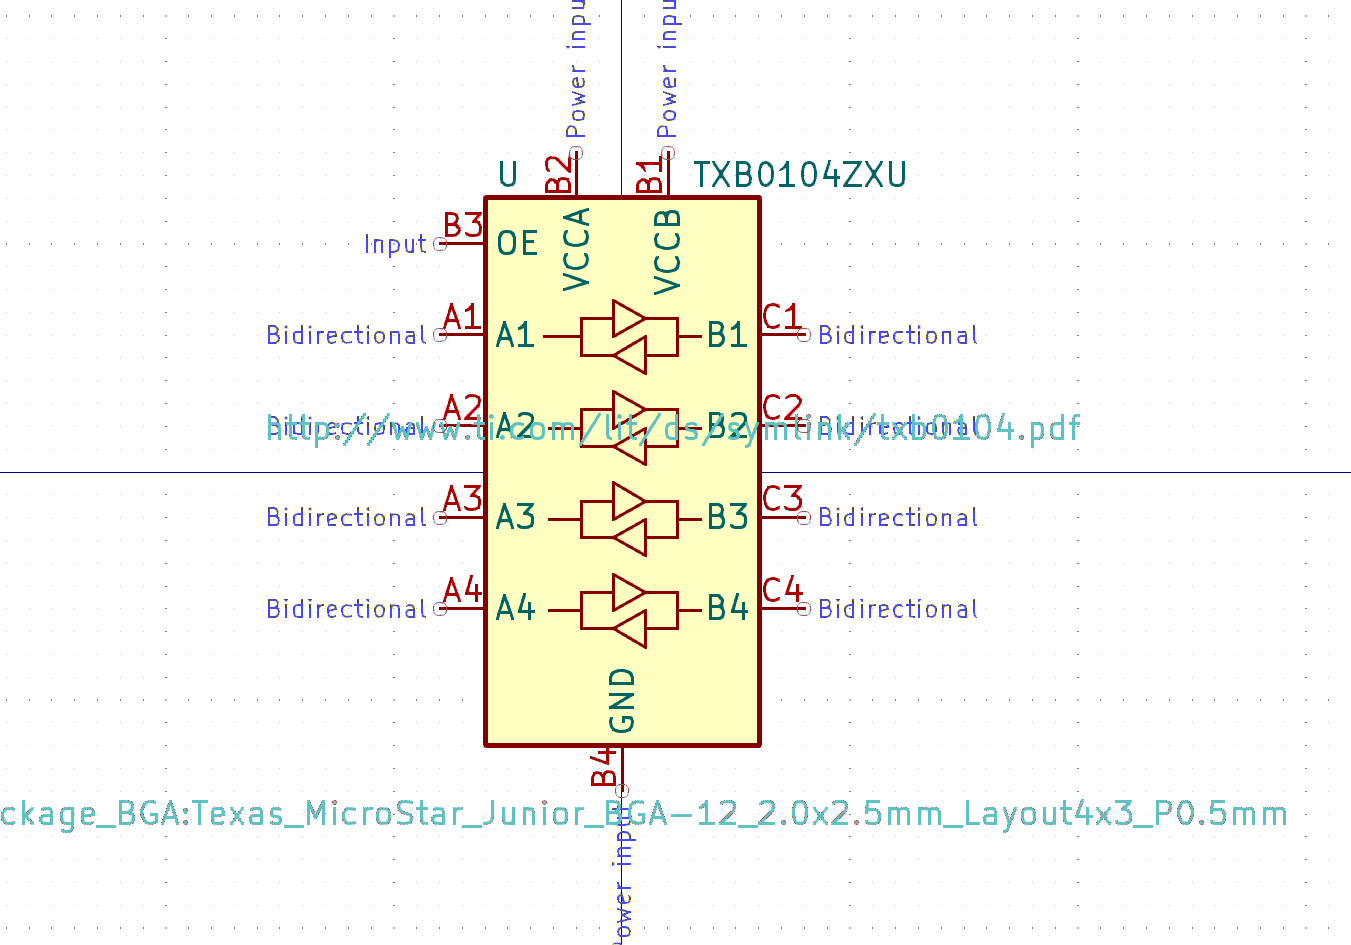 Power inpu
Power inpu
U
B2
B1
TXB0104ZXU
B3
Input
OE
VCCA
VCCB
A1
C1
Bidirectional
A1
B1
Bidirectional
A2
C2
Bidirectional
A2
B2
Bidirectional
http://www.ti.com/lit/ds/symlink/txb0104.pdf
A3
C3
Bidirectional
A3
B3
Bidirectional
A4
C4
Bidirectional
A4
B4
Bidirectional
GND
B4
ckage_BGA:Texas_MicroStar_Junior_BGA-12_2.0x2.5mm_Layout4x3_P0.5mm
ower input